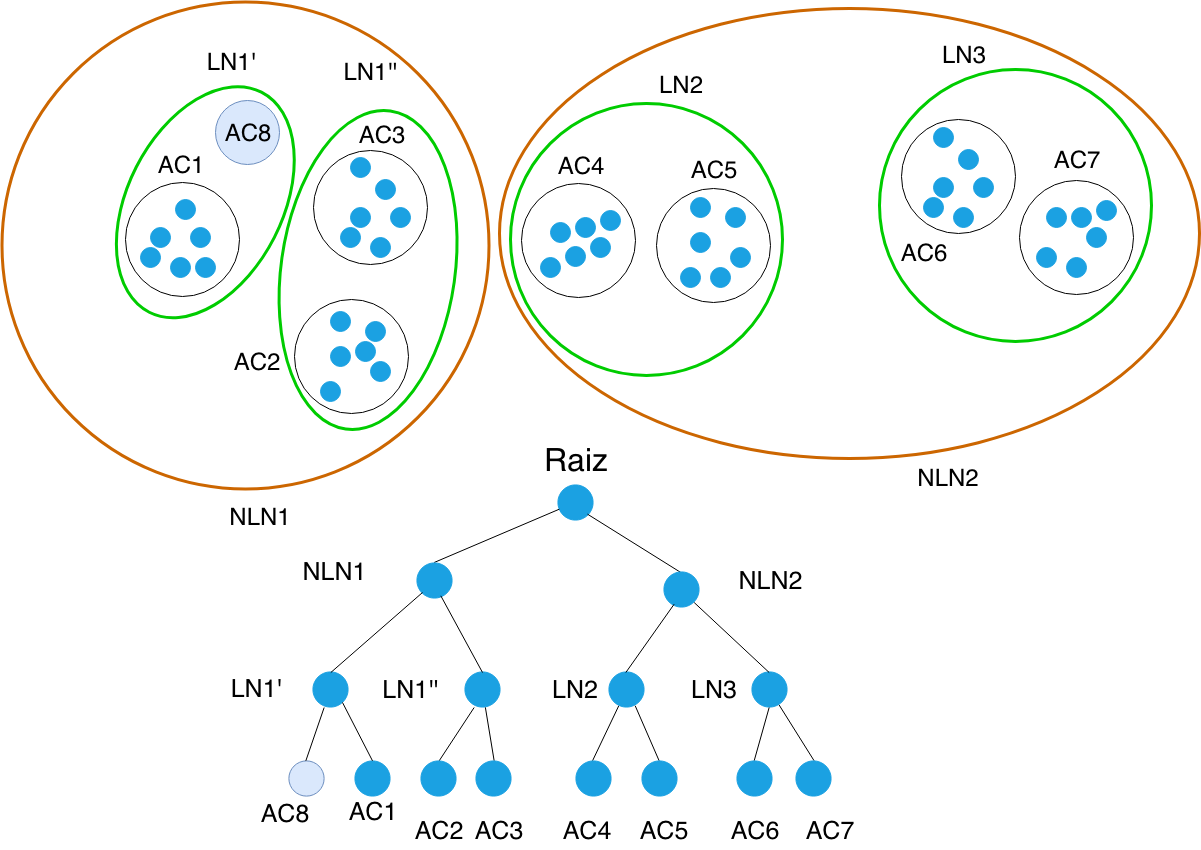 LN1' LN1" LN2 LN3
AC8 AC3
AC1 AC4 AC5 AC7
AC6
AC2
Raiz
NLN2
NLN1
NLN1 NLN2
LN1' LN1" LN2 LN3
AC8 AC1 AC2 AC3 AC4 AC5 AC6 AC7